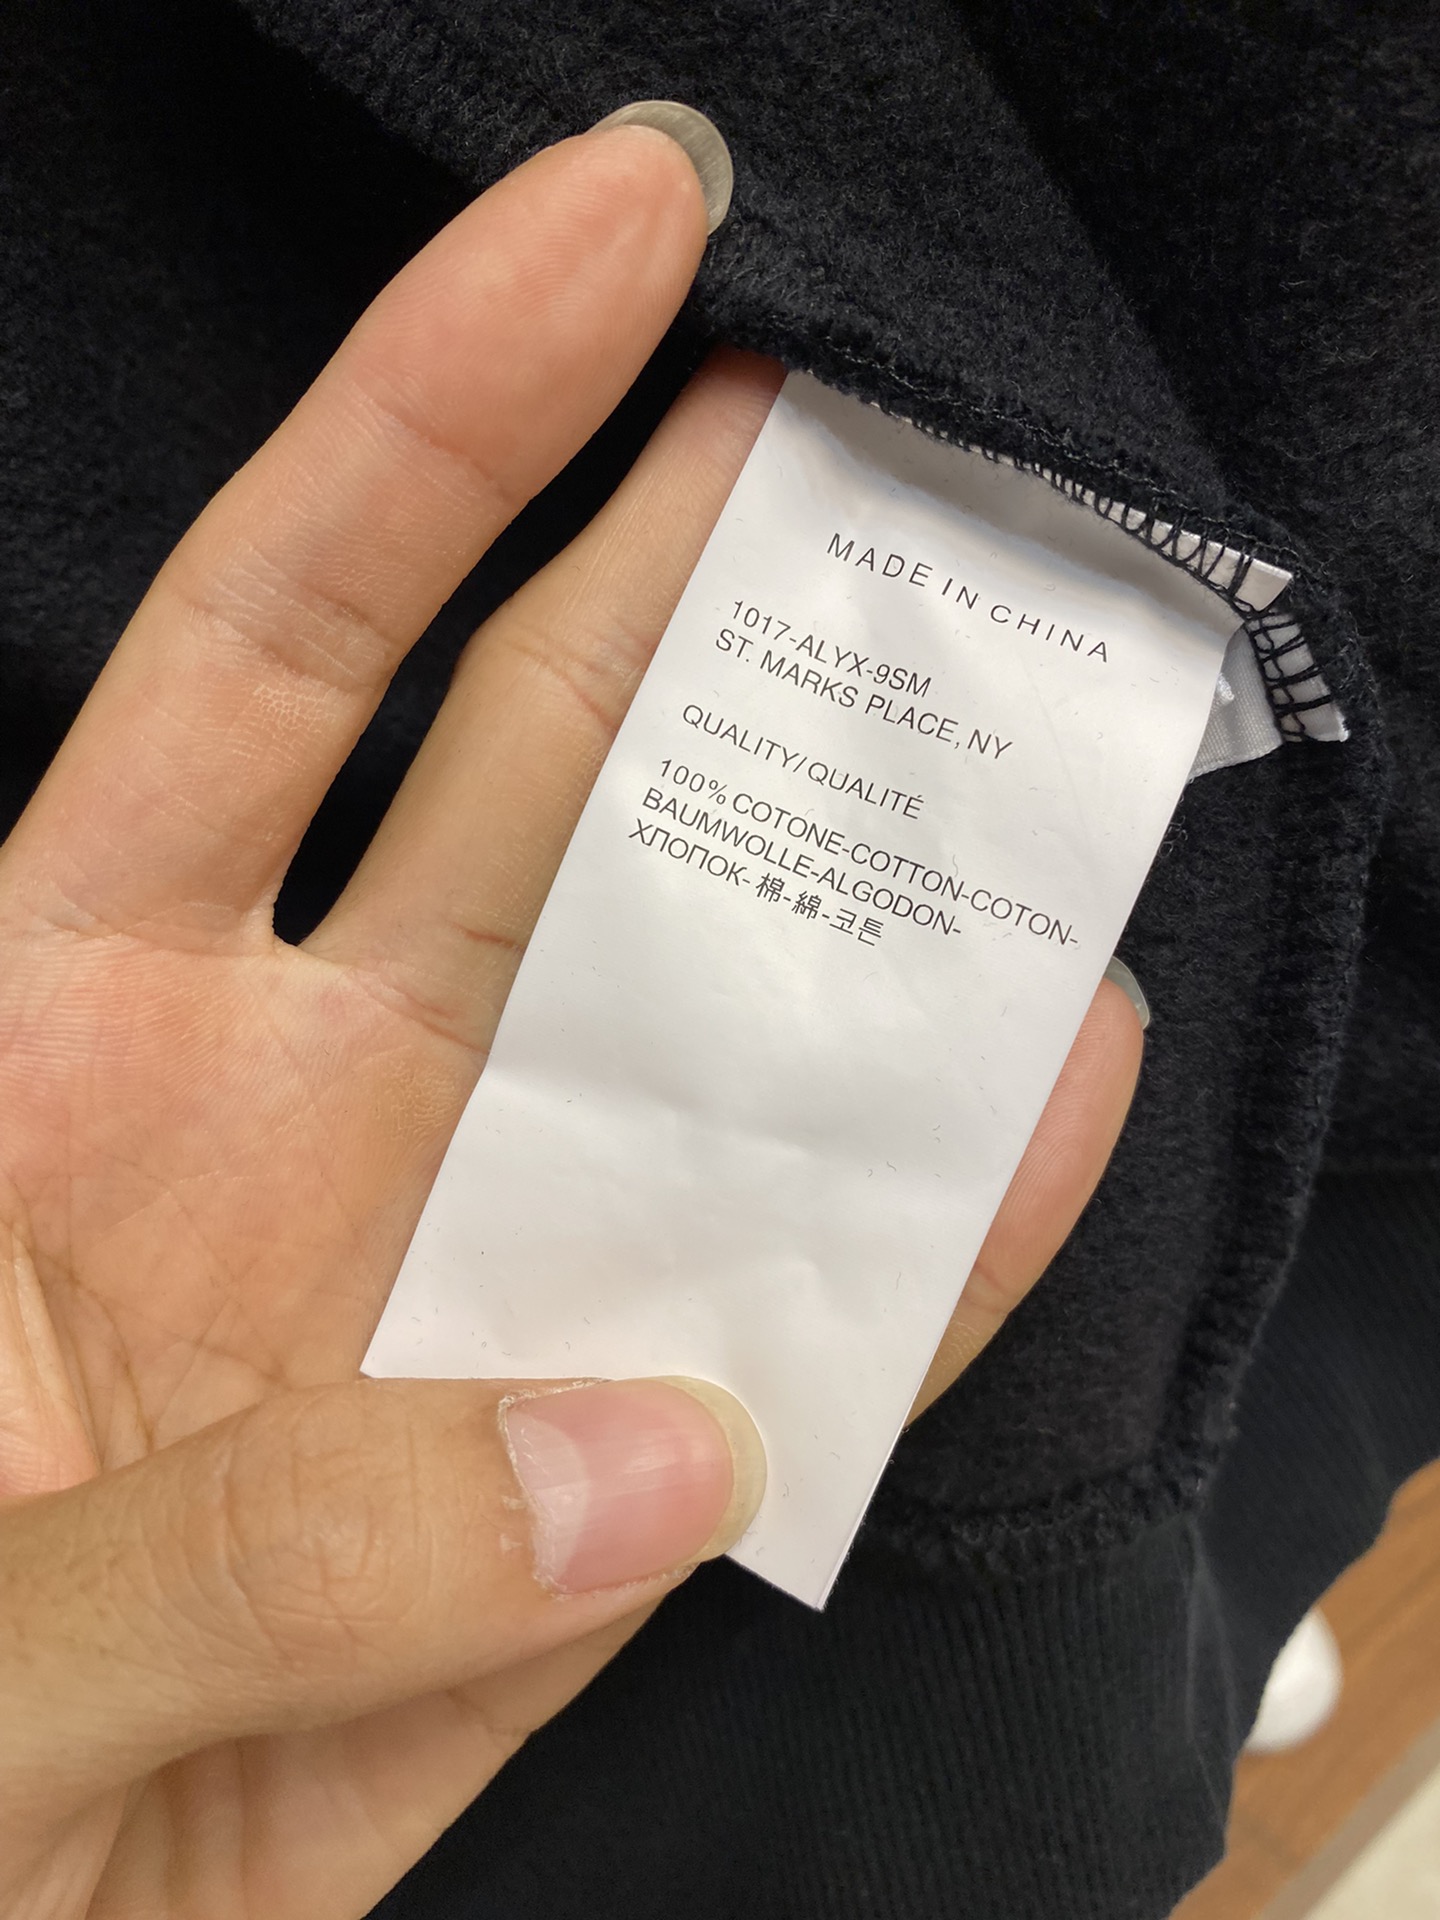 MADE IN CHINA
1017-ALYX-9SM
ST. MARKS PLACE, NY
QUALITY/QUALITÉ
100% COTONE-COTTON-COTON-
BAUMWOLLE-ALGODON-
ХЛОПОК-棉-綿-코튼